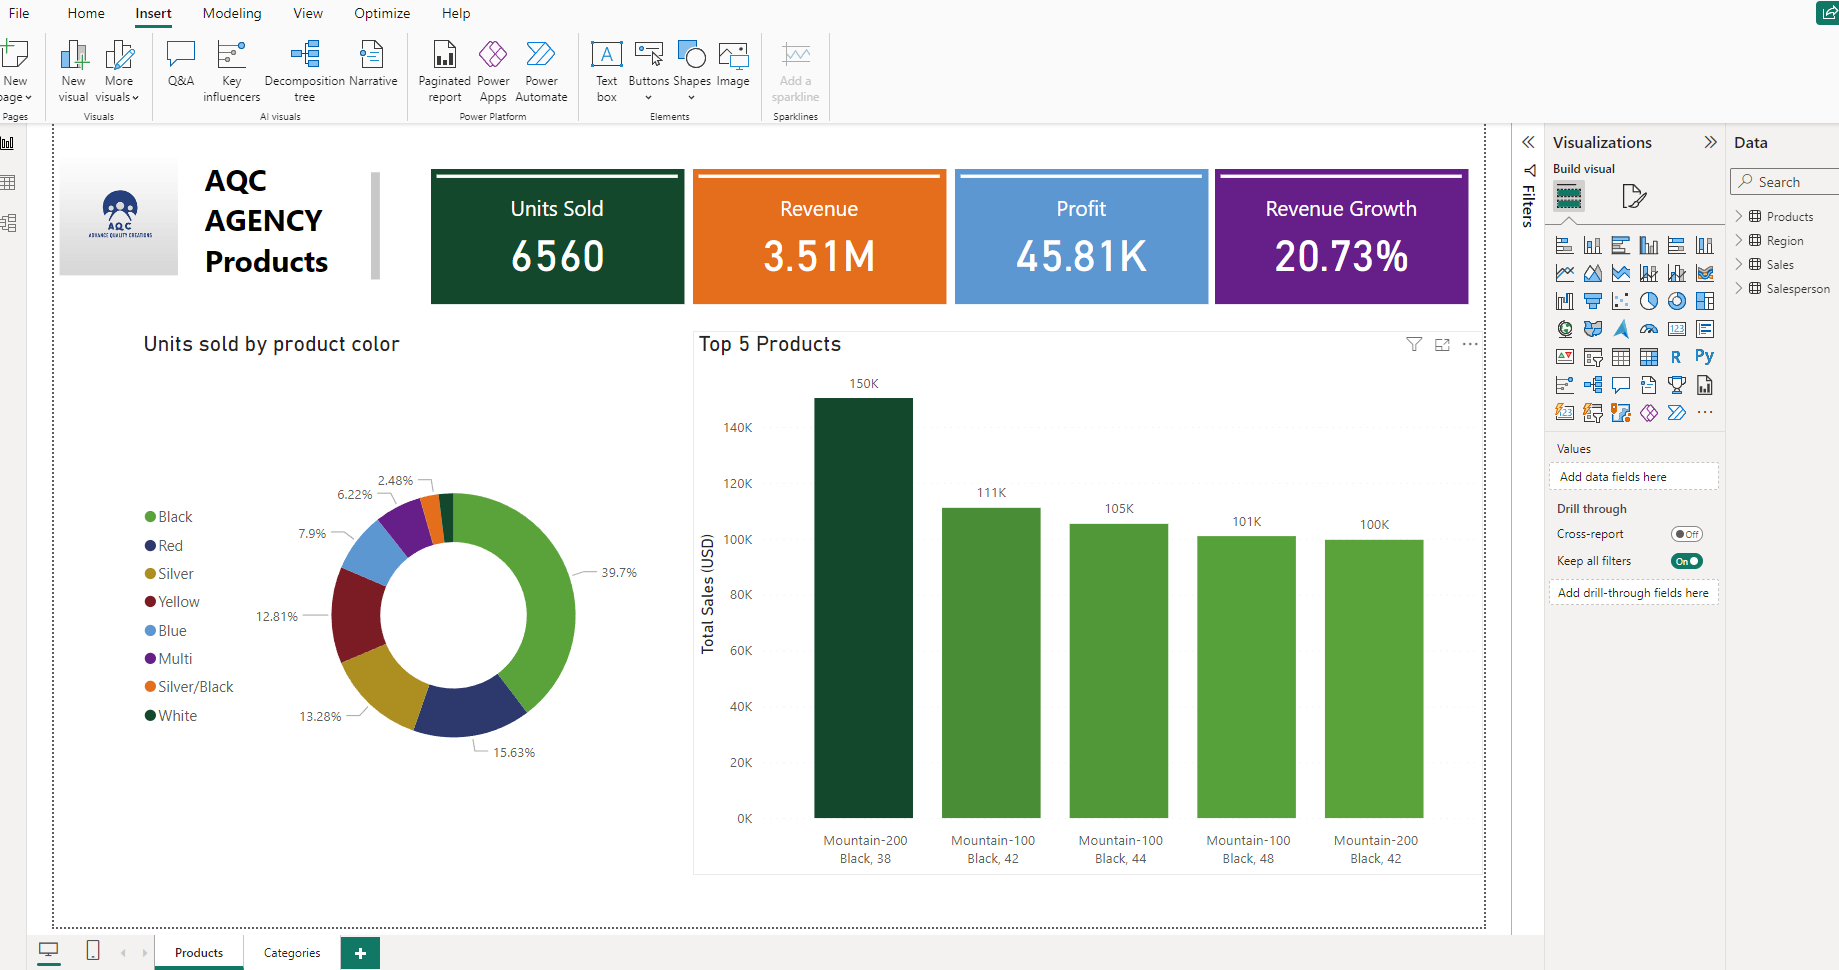 File Home Insert Modeling View Optimize Help
New page
New visual
More visuals
Q&A
Key influencers
Decomposition tree
Narrative
Paginated report
Power Apps
Power Automate
Text box
Buttons
Shapes
Image
Add a sparkline
Pages
Visuals
AI visuals
Power Platform
Elements
Sparklines
AQC
ADVANCE QUALITY CREATIONS
AQC
AGENCY
Products
Units Sold
6560
Revenue
3.51M
Profit
45.81K
Revenue Growth
20.73%
Units sold by product color
Black
Red
Silver
Yellow
Blue
Multi
Silver/Black
White
2.48%
6.22%
7.9%
12.81%
13.28%
15.63%
39.7%
Top 5 Products
Total Sales (USD)
140K
120K
100K
80K
60K
40K
20K
0K
150K
111K
105K
101K
100K
Mountain-200
Black, 38
Mountain-100
Black, 42
Mountain-100
Black, 44
Mountain-100
Black, 48
Mountain-200
Black, 42
Filters
Visualizations
Build visual
123
R
Py
123
Values
Add data fields here
Drill through
Cross-report
Off
Keep all filters
On
Add drill-through fields here
Data
Search
Products
Region
Sales
Salesperson
Products
Categories